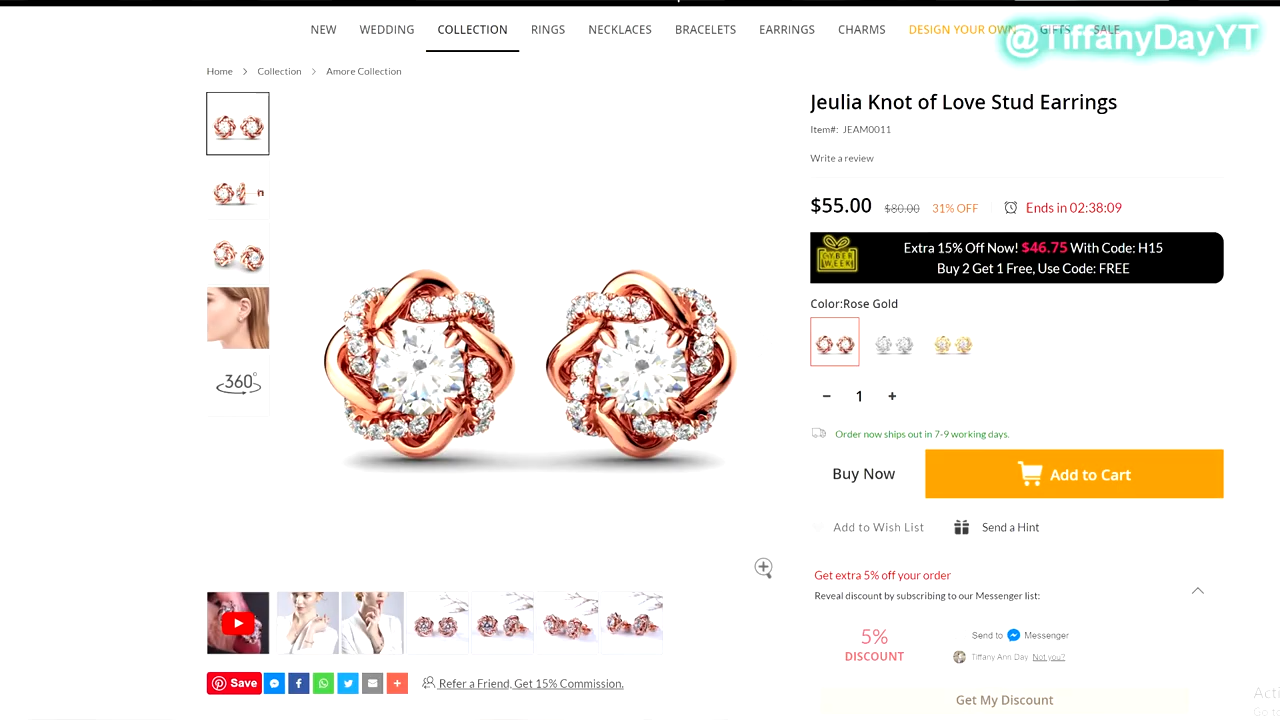 NEW WEDDING COLLECTION RINGS NECKLACES BRACELETS EARRINGS CHARMS DESIGN YOUR OWN GIFTS SALE
@TiffanyDayYT
Home > Collection > Amore Collection
Jeulia Knot of Love Stud Earrings
Item#: JEAM0011
Write a review
$55.00 $80.00 31% OFF Ends in 02:38:09
CYBER WEEK!
Extra 15% Off Now! $46.75 With Code: H15
Buy 2 Get 1 Free, Use Code: FREE
Color:Rose Gold
360°
- 1 +
Order now ships out in 7-9 working days.
Buy Now Add to Cart
Add to Wish List Send a Hint
Get extra 5% off your order
Reveal discount by subscribing to our Messenger list:
5%
DISCOUNT
Send to Messenger
Tiffany Ann Day Not you?
Get My Discount
Save
Refer a Friend, Get 15% Commission.